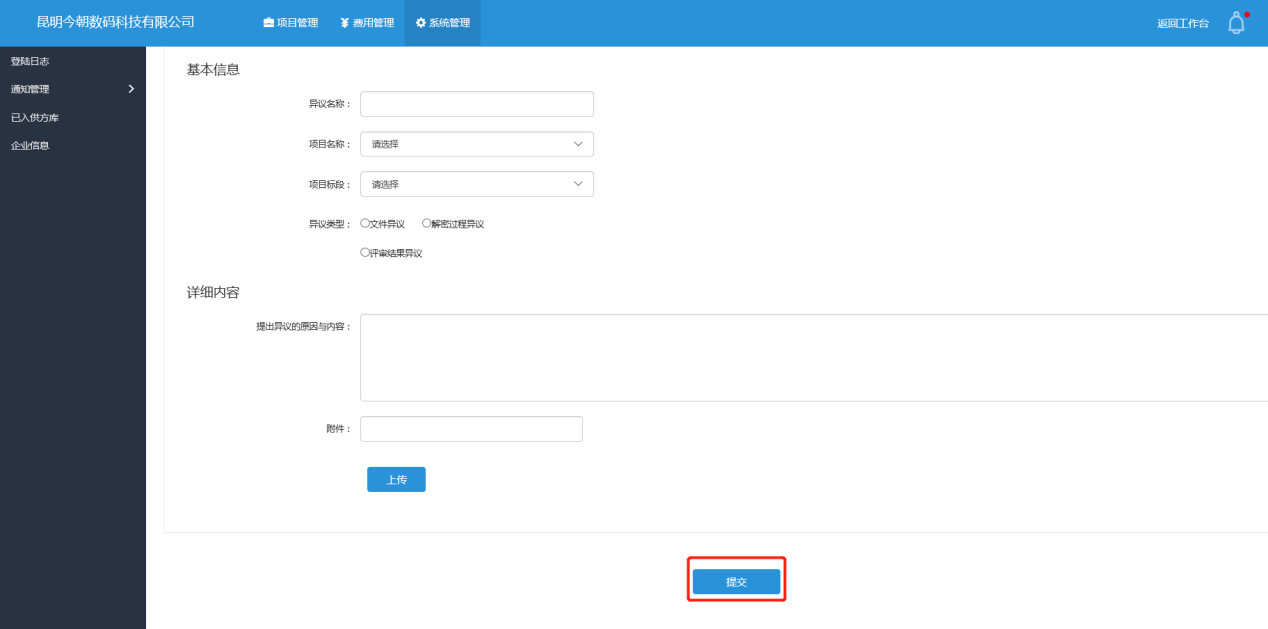 昆明今朝数码科技有限公司 项目管理 费用管理 系统管理 返回工作台
登陆日志
通知管理
已入供方库
企业信息
基本信息
异议名称：
项目名称： 请选择
项目标段： 请选择
异议类型： 文件异议 解密过程异议
评审结果异议
详细内容
提出异议的原因与内容：
附件：
上传
提交